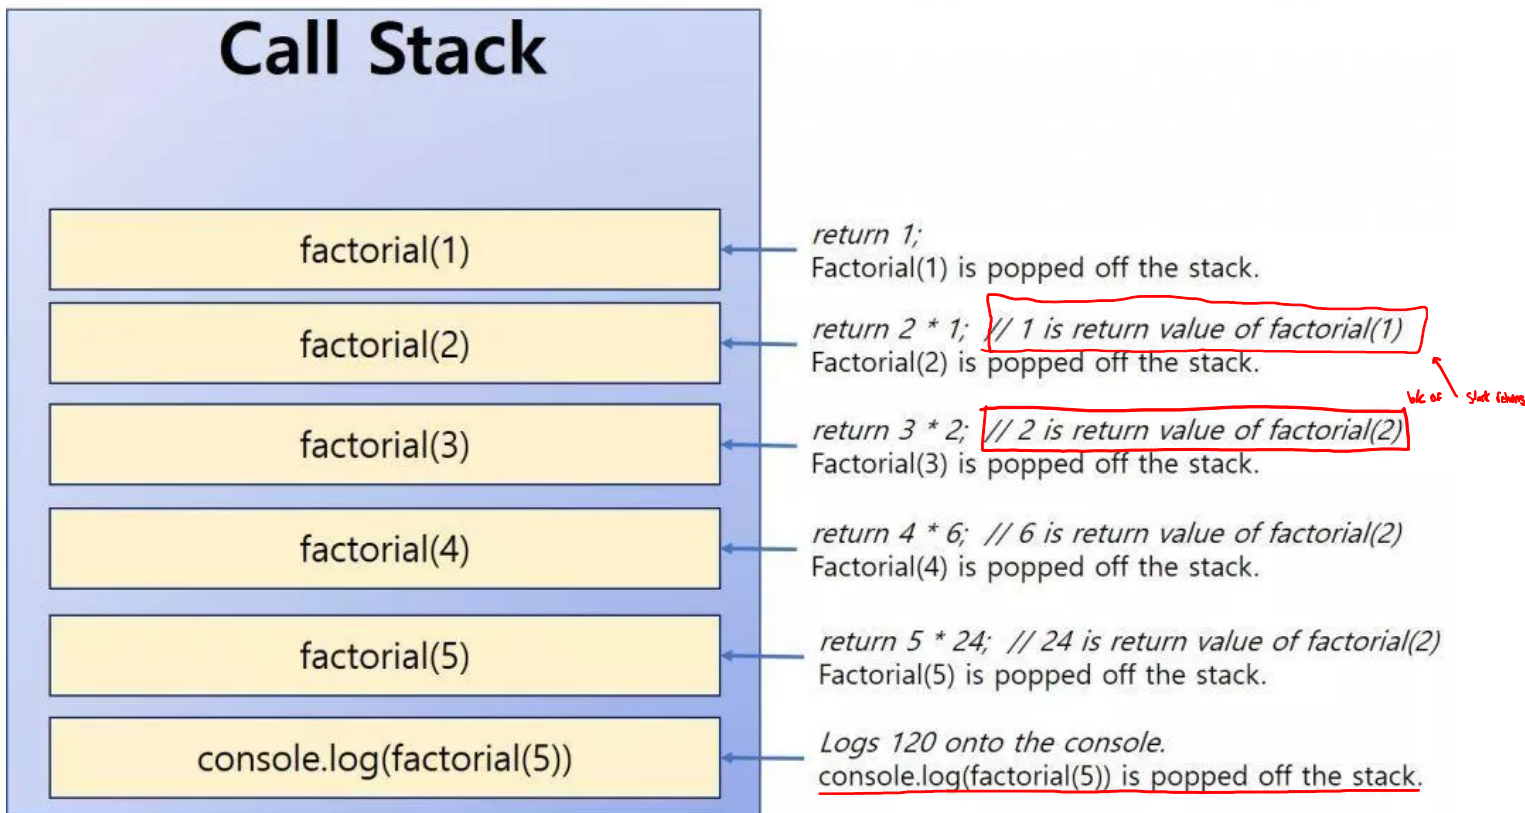 Call Stack
factorial(1)
return 1;
Factorial(1) is popped off the stack.
factorial(2)
return 2 * 1; // 1 is return value of factorial(1)
Factorial(2) is popped off the stack.
b/c of
factorial(3)
return 3 * 2; // 2 is return value of factorial(2)
Factorial(3) is popped off the stack.
factorial(4)
return 4 * 6; // 6 is return value of factorial(2)
Factorial(4) is popped off the stack.
factorial(5)
return 5 * 24; // 24 is return value of factorial(2)
Factorial(5) is popped off the stack.
console.log(factorial(5))
Logs 120 onto the console.
console.log(factorial(5)) is popped off the stack.